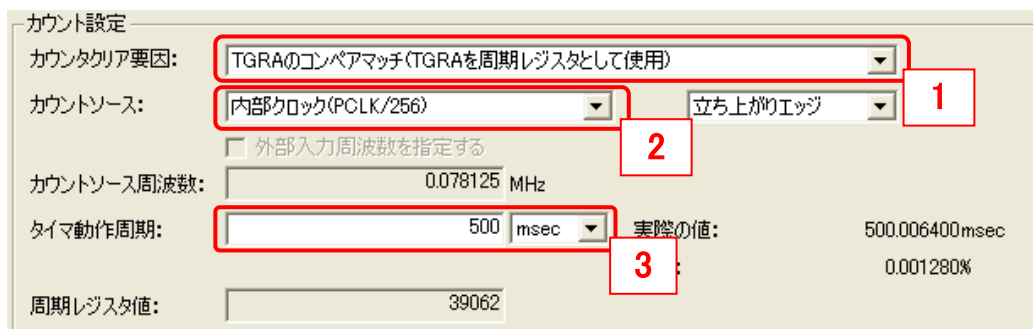 カウント設定
カウンタクリア要因: TGRAのコンペアマッチ(TGRAを周期レジスタとして使用)
1
カウントソース: 内部クロック(PCLK/256) 立ち上がりエッジ
2
外部入力周波数を指定する
カウントソース周波数: 0.078125 MHz
タイマ動作周期: 500 msec 実際の値: 500.006400msec
3 : 0.001280%
周期レジスタ値: 39062